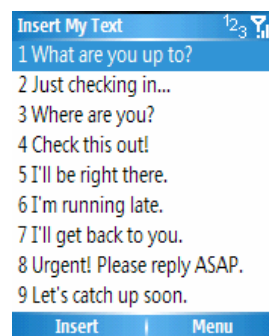 Insert My Text 123
1 What are you up to?
2 Just checking in...
3 Where are you?
4 Check this out!
5 I'll be right there.
6 I'm running late.
7 I'll get back to you.
8 Urgent! Please reply ASAP.
9 Let's catch up soon.
Insert Menu